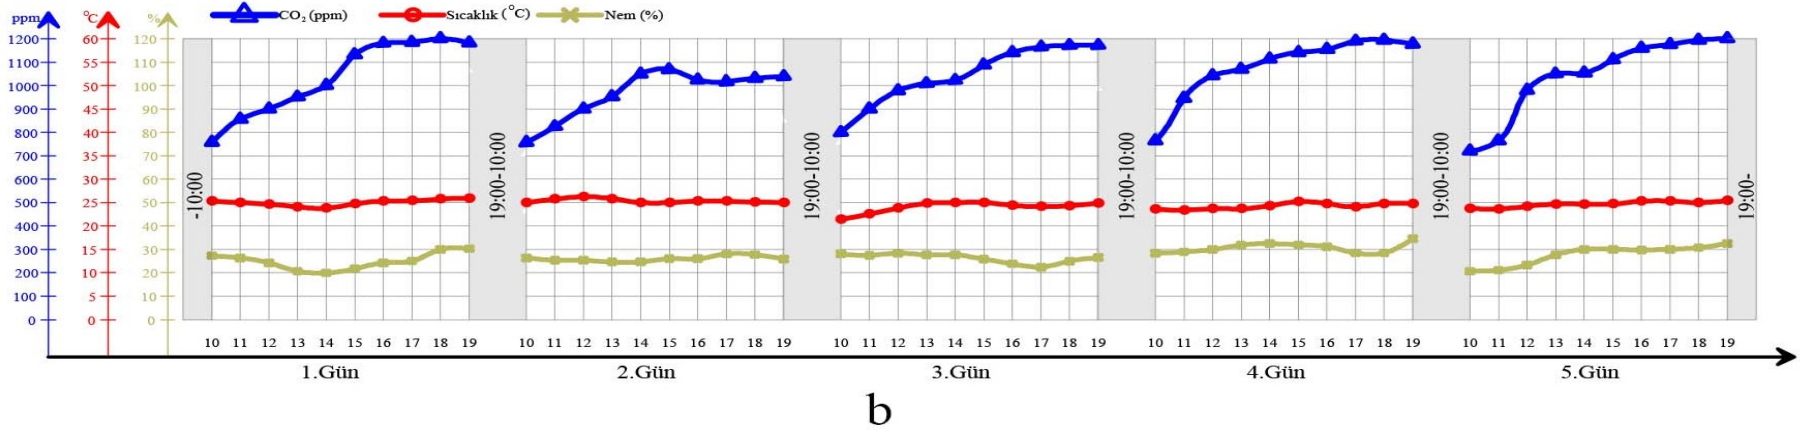 ppm °C % CO₂ (ppm) Sıcaklık (°C) Nem (%)
1200 60 120
1100 55 110
1000 50 100
900 45 90
800 40 80
700 35 70
600 30 60
500 25 50
400 20 40
300 15 30
200 10 20
100 5 10
0 0 0
-10:00
19:00-10:00
19:00-10:00
19:00-10:00
19:00-10:00
19:00-
10 11 12 13 14 15 16 17 18 19 10 11 12 13 14 15 16 17 18 19 10 11 12 13 14 15 16 17 18 19 10 11 12 13 14 15 16 17 18 19 10 11 12 13 14 15 16 17 18 19
1.Gün 2.Gün 3.Gün 4.Gün 5.Gün
b